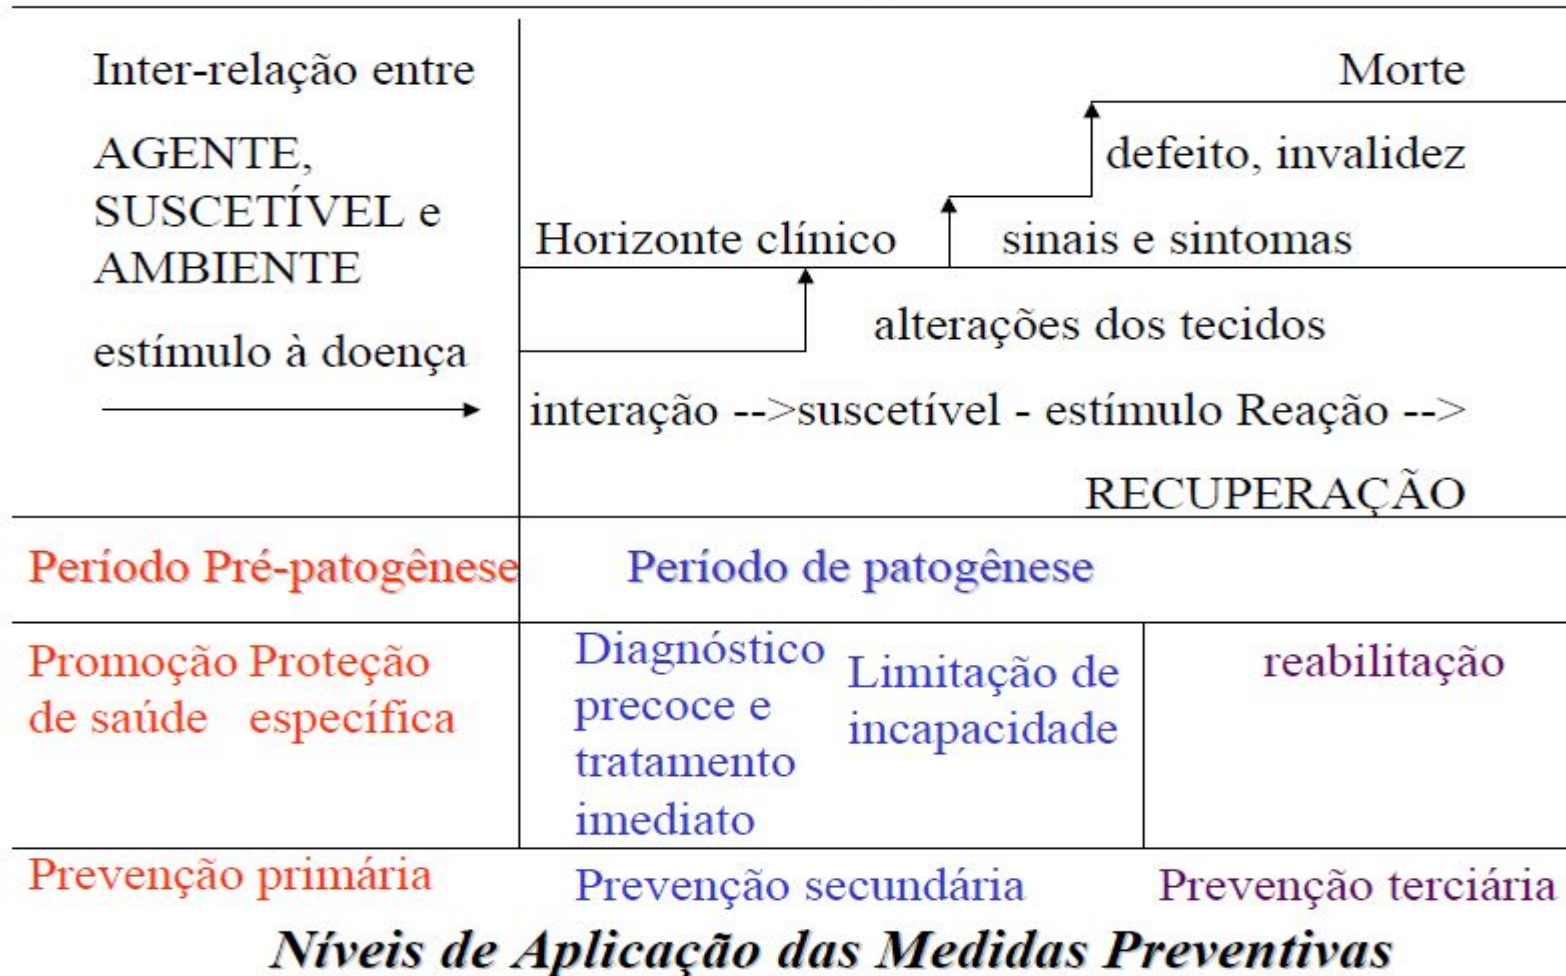 Inter-relação entre
AGENTE,
SUSCETÍVEL e
AMBIENTE
estímulo à doença
Morte
defeito, invalidez
Horizonte clínico
sinais e sintomas
alterações dos tecidos
interação -->suscetível - estímulo Reação -->
RECUPERAÇÃO
Período Pré-patogênese
Período de patogênese
Promoção
de saúde
Proteção
específica
Diagnóstico
precoce e
tratamento
imediato
Limitação de
incapacidade
reabilitação
Prevenção primária
Prevenção secundária
Prevenção terciária
Níveis de Aplicação das Medidas Preventivas